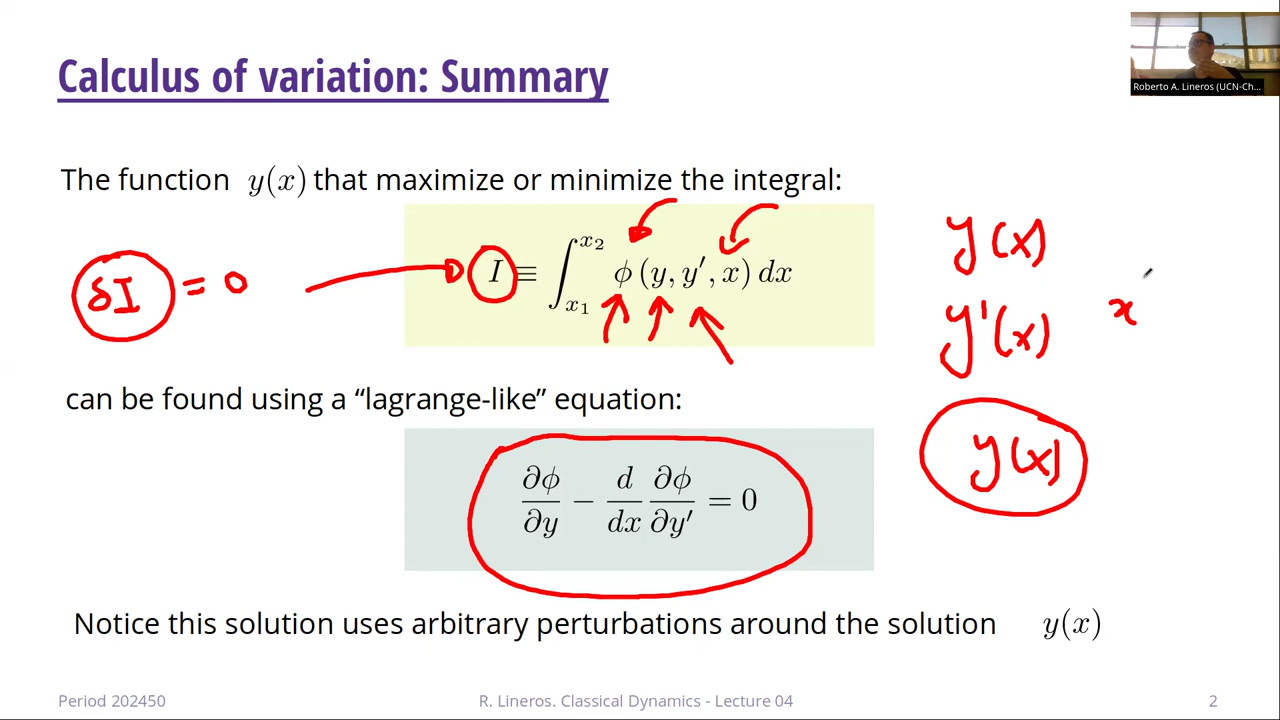 Calculus of variation: Summary
Roberto A. Lineros (UCN-Ch...
The function y(x) that maximize or minimize the integral:
I ≡ ∫_{x₁}^{x₂} ϕ (y, y′, x) dx
δI = 0
y(x)
y'(x)
x
can be found using a “lagrange-like” equation:
∂ϕ/∂y − d/dx ∂ϕ/∂y′ = 0
y(x)
Notice this solution uses arbitrary perturbations around the solution y(x)
Period 202450
R. Lineros. Classical Dynamics - Lecture 04
2